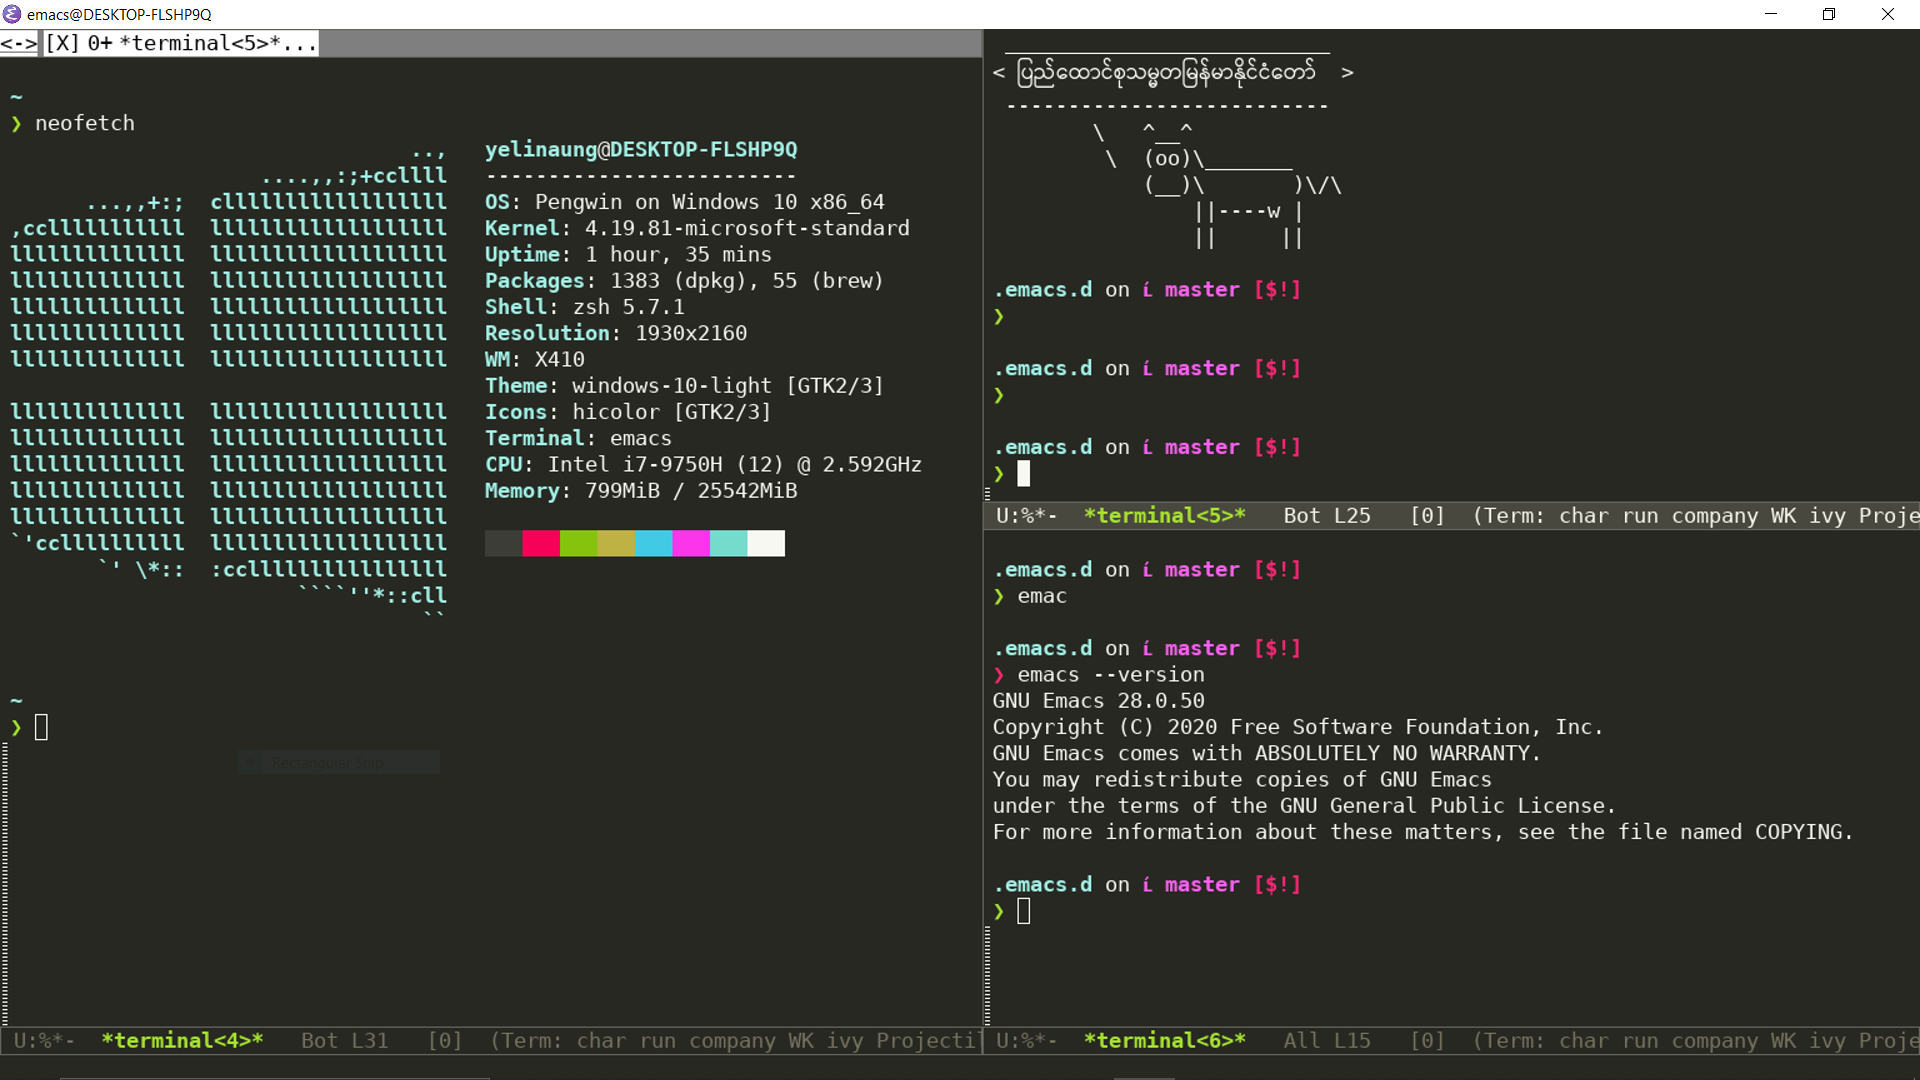 emacs@DESKTOP-FLSHP9Q
<-> [X] 0+ *terminal<5>*...
~
❯ neofetch
..,
....,,:;+ccllll
...,,+:;  cllllllllllllllllll
,cclllllllllll  lllllllllllllllllll
llllllllllllll  lllllllllllllllllll
llllllllllllll  lllllllllllllllllll
llllllllllllll  lllllllllllllllllll
llllllllllllll  lllllllllllllllllll
llllllllllllll  lllllllllllllllllll
llllllllllllll  lllllllllllllllllll
llllllllllllll  lllllllllllllllllll
llllllllllllll  lllllllllllllllllll
llllllllllllll  lllllllllllllllllll
llllllllllllll  lllllllllllllllllll
`'ccllllllllll  lllllllllllllllllll
`' \*::  :ccllllllllllllllll
````''*::cll
``
yelinaung@DESKTOP-FLSHP9Q
-------------------------
OS: Pengwin on Windows 10 x86_64
Kernel: 4.19.81-microsoft-standard
Uptime: 1 hour, 35 mins
Packages: 1383 (dpkg), 55 (brew)
Shell: zsh 5.7.1
Resolution: 1930x2160
WM: X410
Theme: windows-10-light [GTK2/3]
Icons: hicolor [GTK2/3]
Terminal: emacs
CPU: Intel i7-9750H (12) @ 2.592GHz
Memory: 799MiB / 25542MiB
~
❯
Rectangular Snip
U:%*-  *terminal<4>*   Bot L31   [0]  (Term: char run company WK ivy Projecti
__________________________
< ပြည်ထောင်စုသမ္မတမြန်မာနိုင်ငံတော်  >
--------------------------
\   ^__^
\  (oo)\_______
(__)\       )\/\
||----w |
||     ||
.emacs.d on ί master [$!]
❯
.emacs.d on ί master [$!]
❯
.emacs.d on ί master [$!]
❯
U:%*-  *terminal<5>*   Bot L25   [0]  (Term: char run company WK ivy Proje
.emacs.d on ί master [$!]
❯ emac
.emacs.d on ί master [$!]
❯ emacs --version
GNU Emacs 28.0.50
Copyright (C) 2020 Free Software Foundation, Inc.
GNU Emacs comes with ABSOLUTELY NO WARRANTY.
You may redistribute copies of GNU Emacs
under the terms of the GNU General Public License.
For more information about these matters, see the file named COPYING.
.emacs.d on ί master [$!]
❯
U:%*-  *terminal<6>*   All L15   [0]  (Term: char run company WK ivy Proje